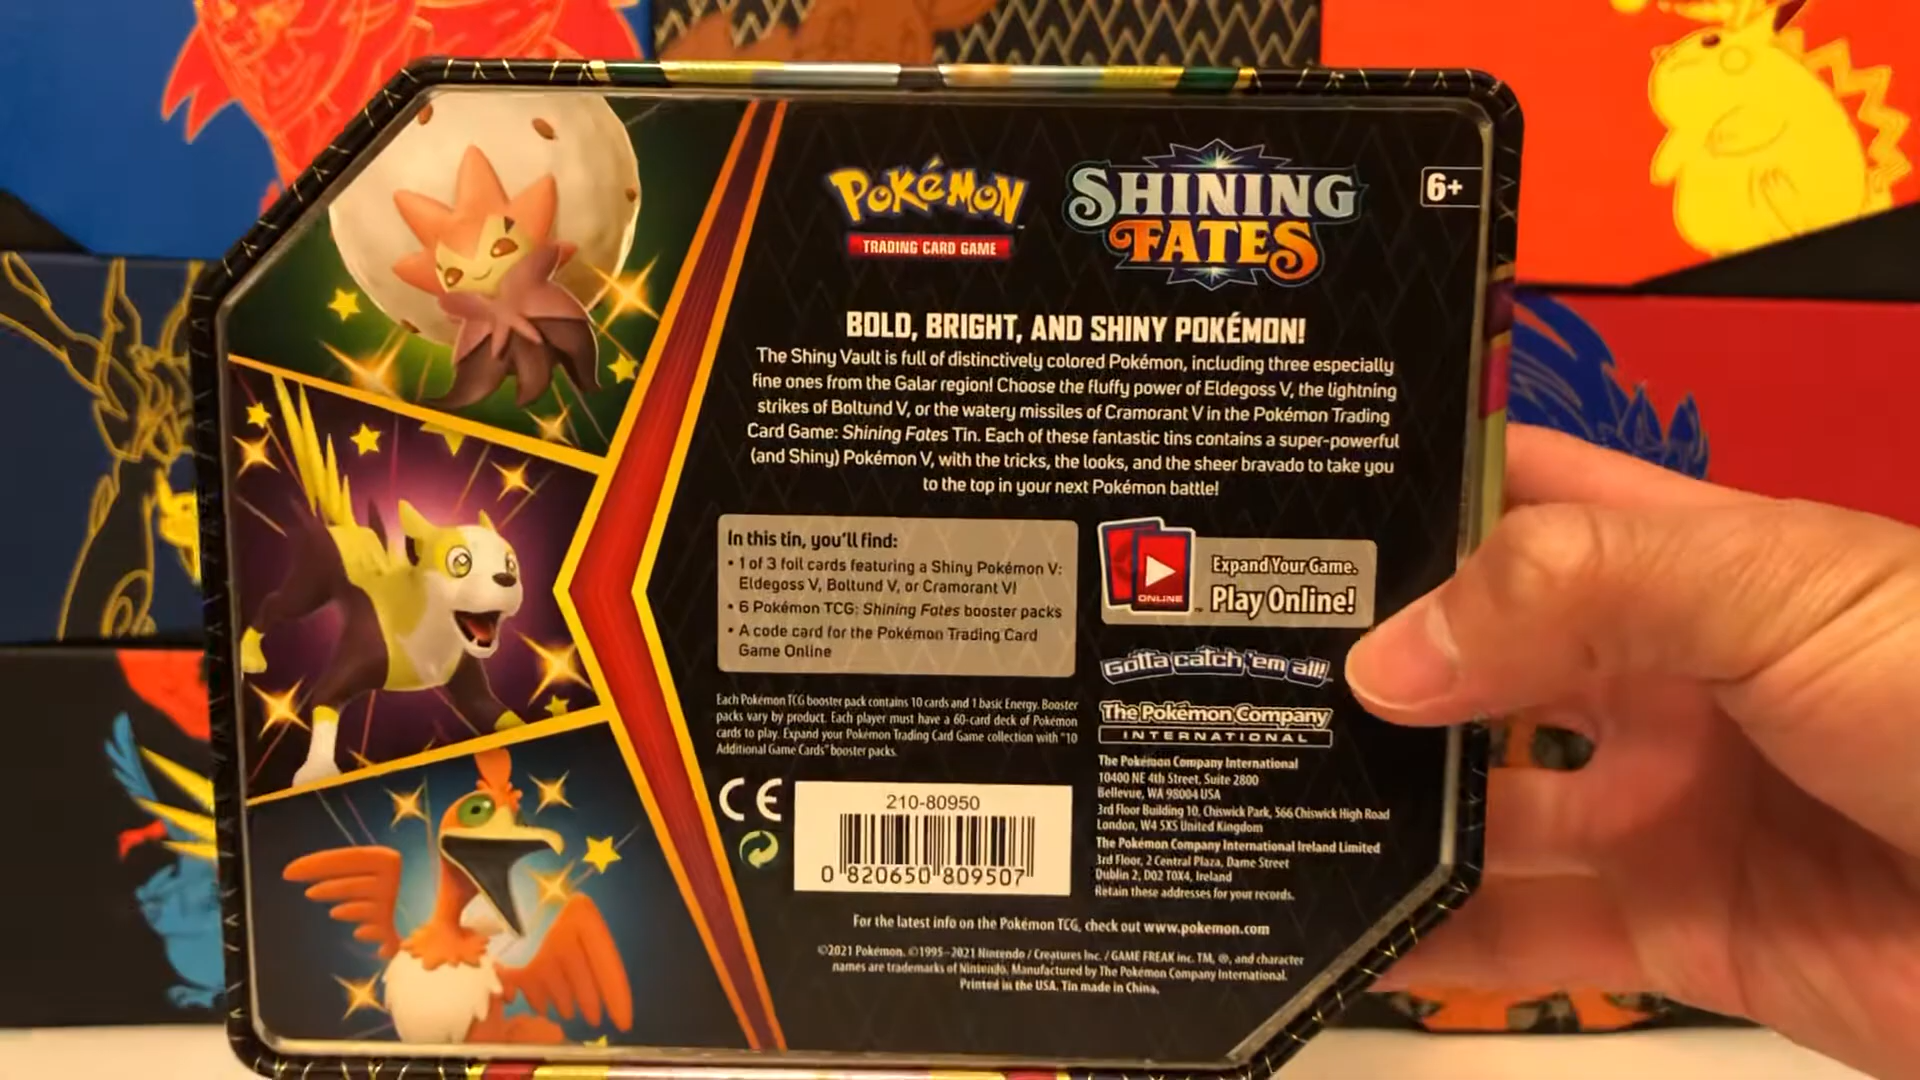 POKéMON
TRADING CARD GAME
SHINING
FATES
6+
BOLD, BRIGHT, AND SHINY POKÉMON!
The Shiny Vault is full of distinctively colored Pokémon, including three especially
fine ones from the Galar region! Choose the fluffy power of Eldegoss V, the lightning
strikes of Boltund V, or the watery missiles of Cramorant V in the Pokémon Trading
Card Game: Shining Fates Tin. Each of these fantastic tins contains a super-powerful
(and Shiny) Pokémon V, with the tricks, the looks, and the sheer bravado to take you
to the top in your next Pokémon battle!
In this tin, you'll find:
• 1 of 3 foil cards featuring a Shiny Pokémon V:
Eldegoss V, Boltund V, or Cramorant V!
• 6 Pokémon TCG: Shining Fates booster packs
• A code card for the Pokémon Trading Card
Game Online
ONLINE
Expand Your Game.
Play Online!
Gotta catch 'em all!
The Pokémon Company
INTERNATIONAL
Each Pokémon TCG booster pack contains 10 cards and 1 basic Energy. Booster
packs vary by product. Each player must have a 60-card deck of Pokémon
cards to play. Expand your Pokémon Trading Card Game collection with "10
Additional Game Cards" booster packs.
CE
210-80950
0 820650 809507
The Pokémon Company International
10400 NE 4th Street, Suite 2800
Bellevue, WA 98004 USA
3rd Floor Building 10, Chiswick Park, 566 Chiswick High Road
London, W4 5XS United Kingdom
The Pokémon Company International Ireland Limited
3rd Floor, 2 Central Plaza, Dame Street
Dublin 2, D02 T0X4, Ireland
Retain these addresses for your records.
For the latest info on the Pokémon TCG, check out www.pokemon.com
©2021 Pokémon. ©1995–2021 Nintendo / Creatures Inc. / GAME FREAK inc. TM, ®, and character
names are trademarks of Nintendo. Manufactured by The Pokémon Company International.
Printed in the USA. Tin made in China.